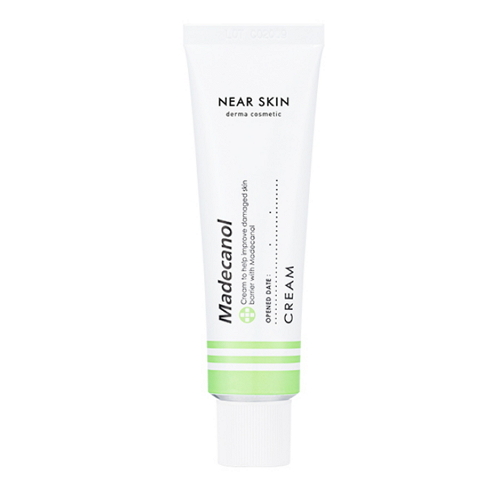 NEAR SKIN
derma cosmetic
Madecanol
Cream to help improve damaged skin
barrier with Madecanol
OPENED DATE :
CREAM